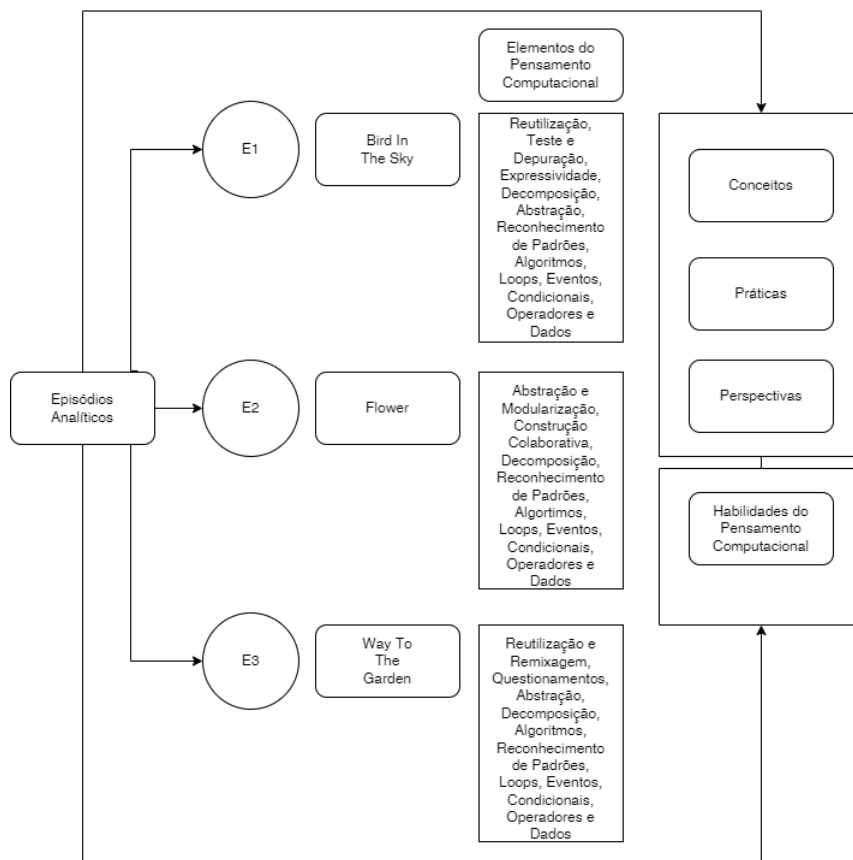 Elementos do
Pensamento
Computacional
E1
Bird In
The Sky
Reutilização,
Teste e
Depuração,
Expressividade,
Decomposição,
Abstração,
Reconhecimento
de Padrões,
Algoritmos,
Loops, Eventos,
Condicionais,
Operadores e
Dados
Conceitos
Práticas
Perspectivas
Episódios
Analíticos
E2
Flower
Abstração e
Modularização,
Construção
Colaborativa,
Decomposição,
Reconhecimento
de Padrões,
Algortimos,
Loops, Eventos,
Condicionais,
Operadores e
Dados
Habilidades do
Pensamento
Computacional
E3
Way To
The
Garden
Reutilização e
Remixagem,
Questionamentos,
Abstração,
Decomposição,
Algoritmos,
Reconhecimento
de Padrões,
Loops, Eventos,
Condicionais,
Operadores e
Dados